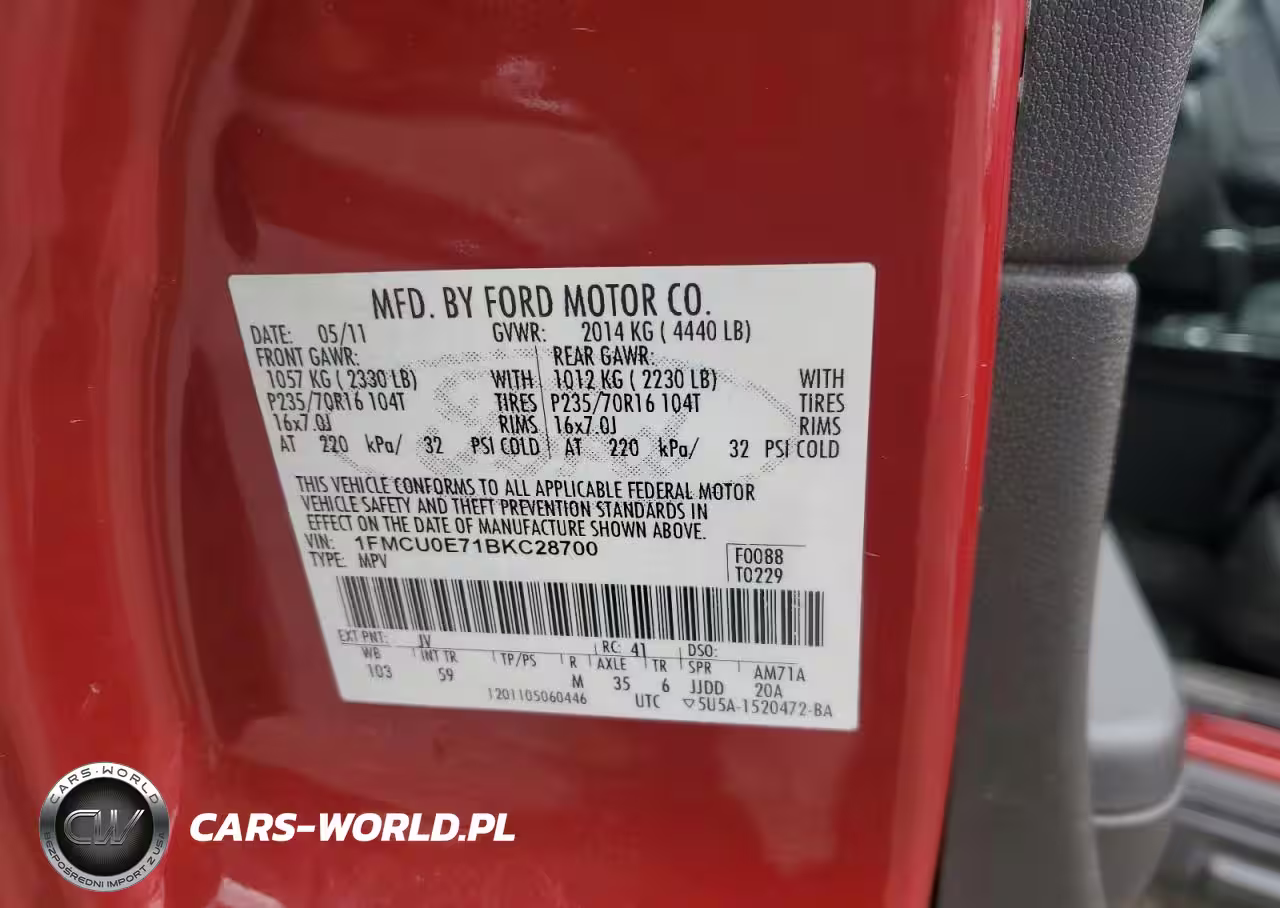 MFD. BY FORD MOTOR CO.
DATE: 05/11 GVWR: 2014 KG ( 4440 LB)
FRONT GAWR: REAR GAWR:
1057 KG ( 2330 LB) WITH 1012 KG ( 2230 LB) WITH
P235/70R16 104T TIRES P235/70R16 104T TIRES
16x7.0J RIMS 16x7.0J RIMS
AT 220 kPa/ 32 PSI COLD AT 220 kPa/ 32 PSI COLD
THIS VEHICLE CONFORMS TO ALL APPLICABLE FEDERAL MOTOR
VEHICLE SAFETY AND THEFT PREVENTION STANDARDS IN
EFFECT ON THE DATE OF MANUFACTURE SHOWN ABOVE.
VIN: 1FMCU0E71BKC28700 F0088
TYPE: MPV T0229
EXT PNT: JV RC: 41 DSO:
WB INT TR TP/PS R AXLE TR SPR AM71A
103 59 M 35 6 JJDD 20A
1201105060446 UTC ▽5U5A-1520472-BA
CARS-WORLD
CW
BEZPOŚREDNI IMPORT Z USA
CARS-WORLD.PL